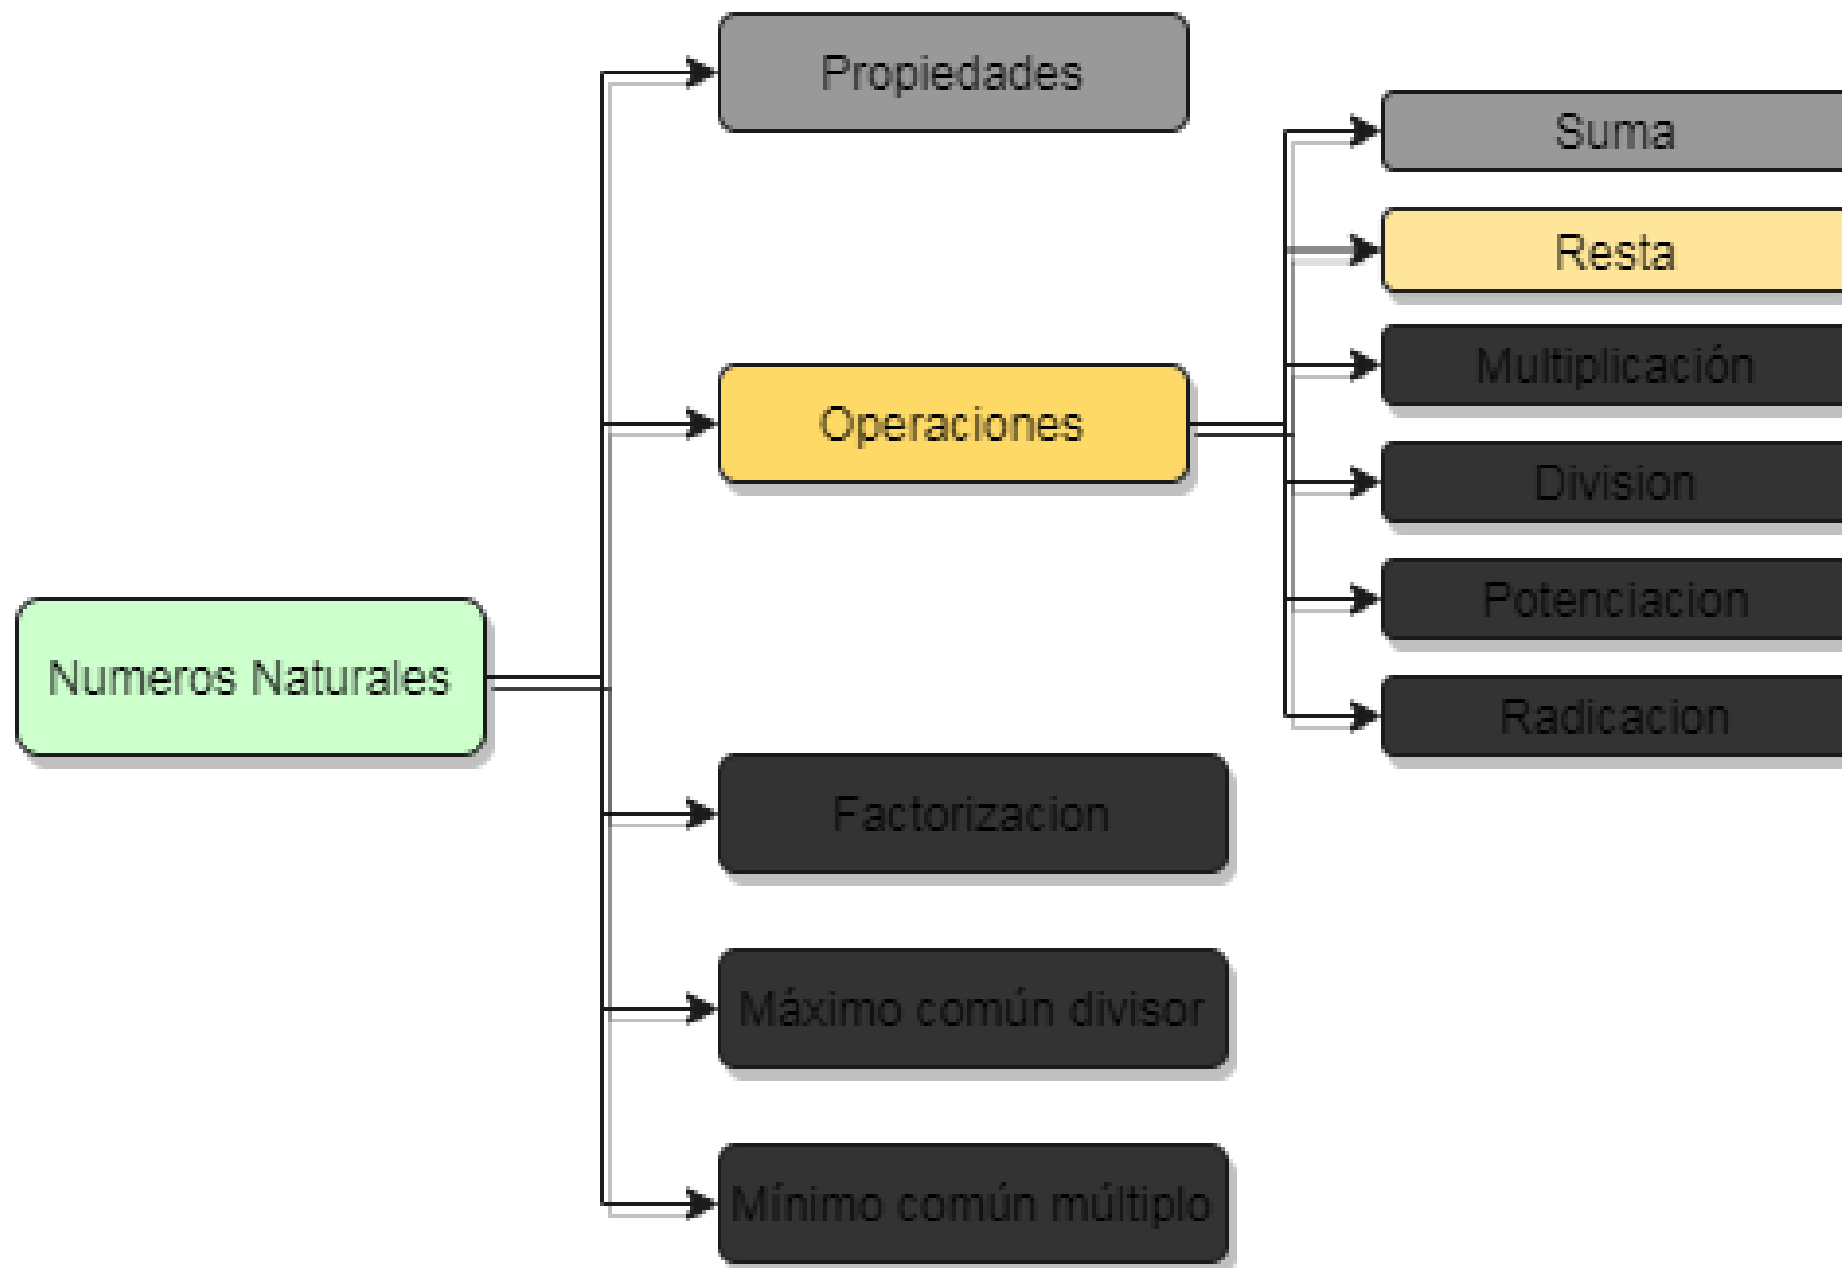 Propiedades
Suma
Resta
Multiplicación
Operaciones
Division
Potenciacion
Numeros Naturales
Radicacion
Factorizacion
Máximo común divisor
Mínimo común múltiplo